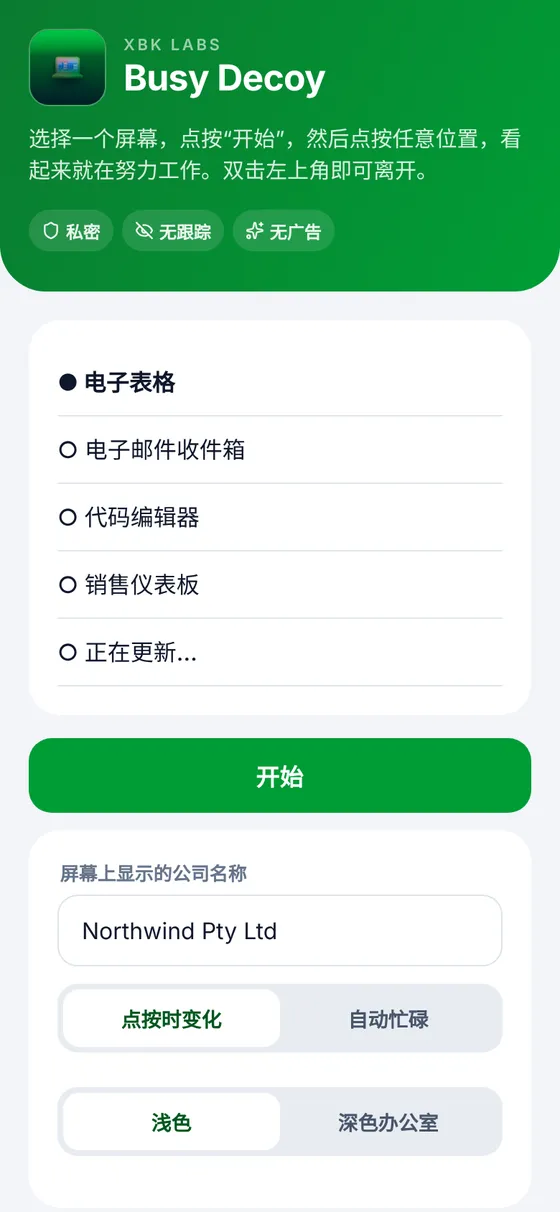 XBK LABS
Busy Decoy
选择一个屏幕，点按“开始”，然后点按任意位置，看
起来就在努力工作。双击左上角即可离开。
私密
无跟踪
无广告
电子表格
电子邮件收件箱
代码编辑器
销售仪表板
正在更新…
开始
屏幕上显示的公司名称
Northwind Pty Ltd
点按时变化
自动忙碌
浅色
深色办公室